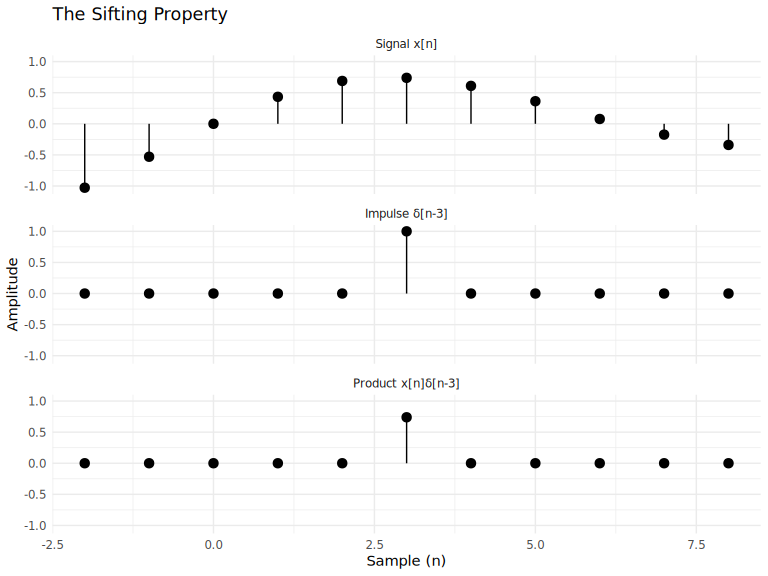 The Sifting Property
Signal x[n]
1.0
0.5
0.0
-0.5
-1.0
Impulse δ[n-3]
1.0
0.5
0.0
-0.5
-1.0
Amplitude
Product x[n]δ[n-3]
1.0
0.5
0.0
-0.5
-1.0
-2.5 0.0 2.5 5.0 7.5
Sample (n)